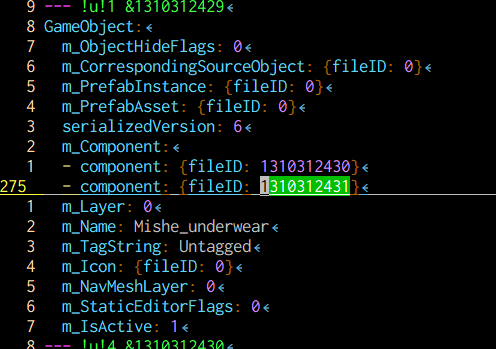 9 --- !u!1 &1310312429
8 GameObject:
7 m_ObjectHideFlags: 0
6 m_CorrespondingSourceObject: {fileID: 0}
5 m_PrefabInstance: {fileID: 0}
4 m_PrefabAsset: {fileID: 0}
3 serializedVersion: 6
2 m_Component:
1 - component: {fileID: 1310312430}
275 - component: {fileID: 1310312431}
1 m_Layer: 0
2 m_Name: Mishe_underwear
3 m_TagString: Untagged
4 m_Icon: {fileID: 0}
5 m_NavMeshLayer: 0
6 m_StaticEditorFlags: 0
7 m_IsActive: 1
8 --- !u!4 &1310312430